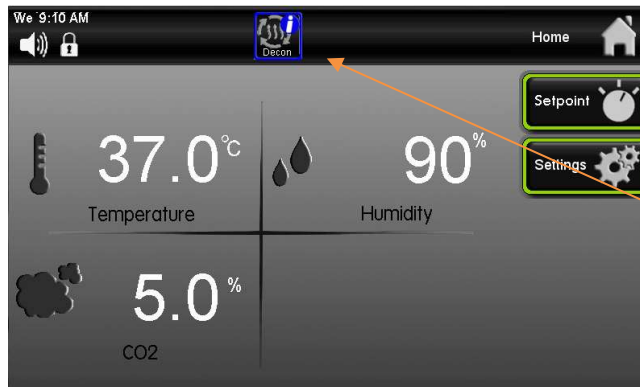 We 9:10 AM
Decon
Home
Setpoint
Settings
37.0°C
Temperature
90%
Humidity
5.0%
CO2